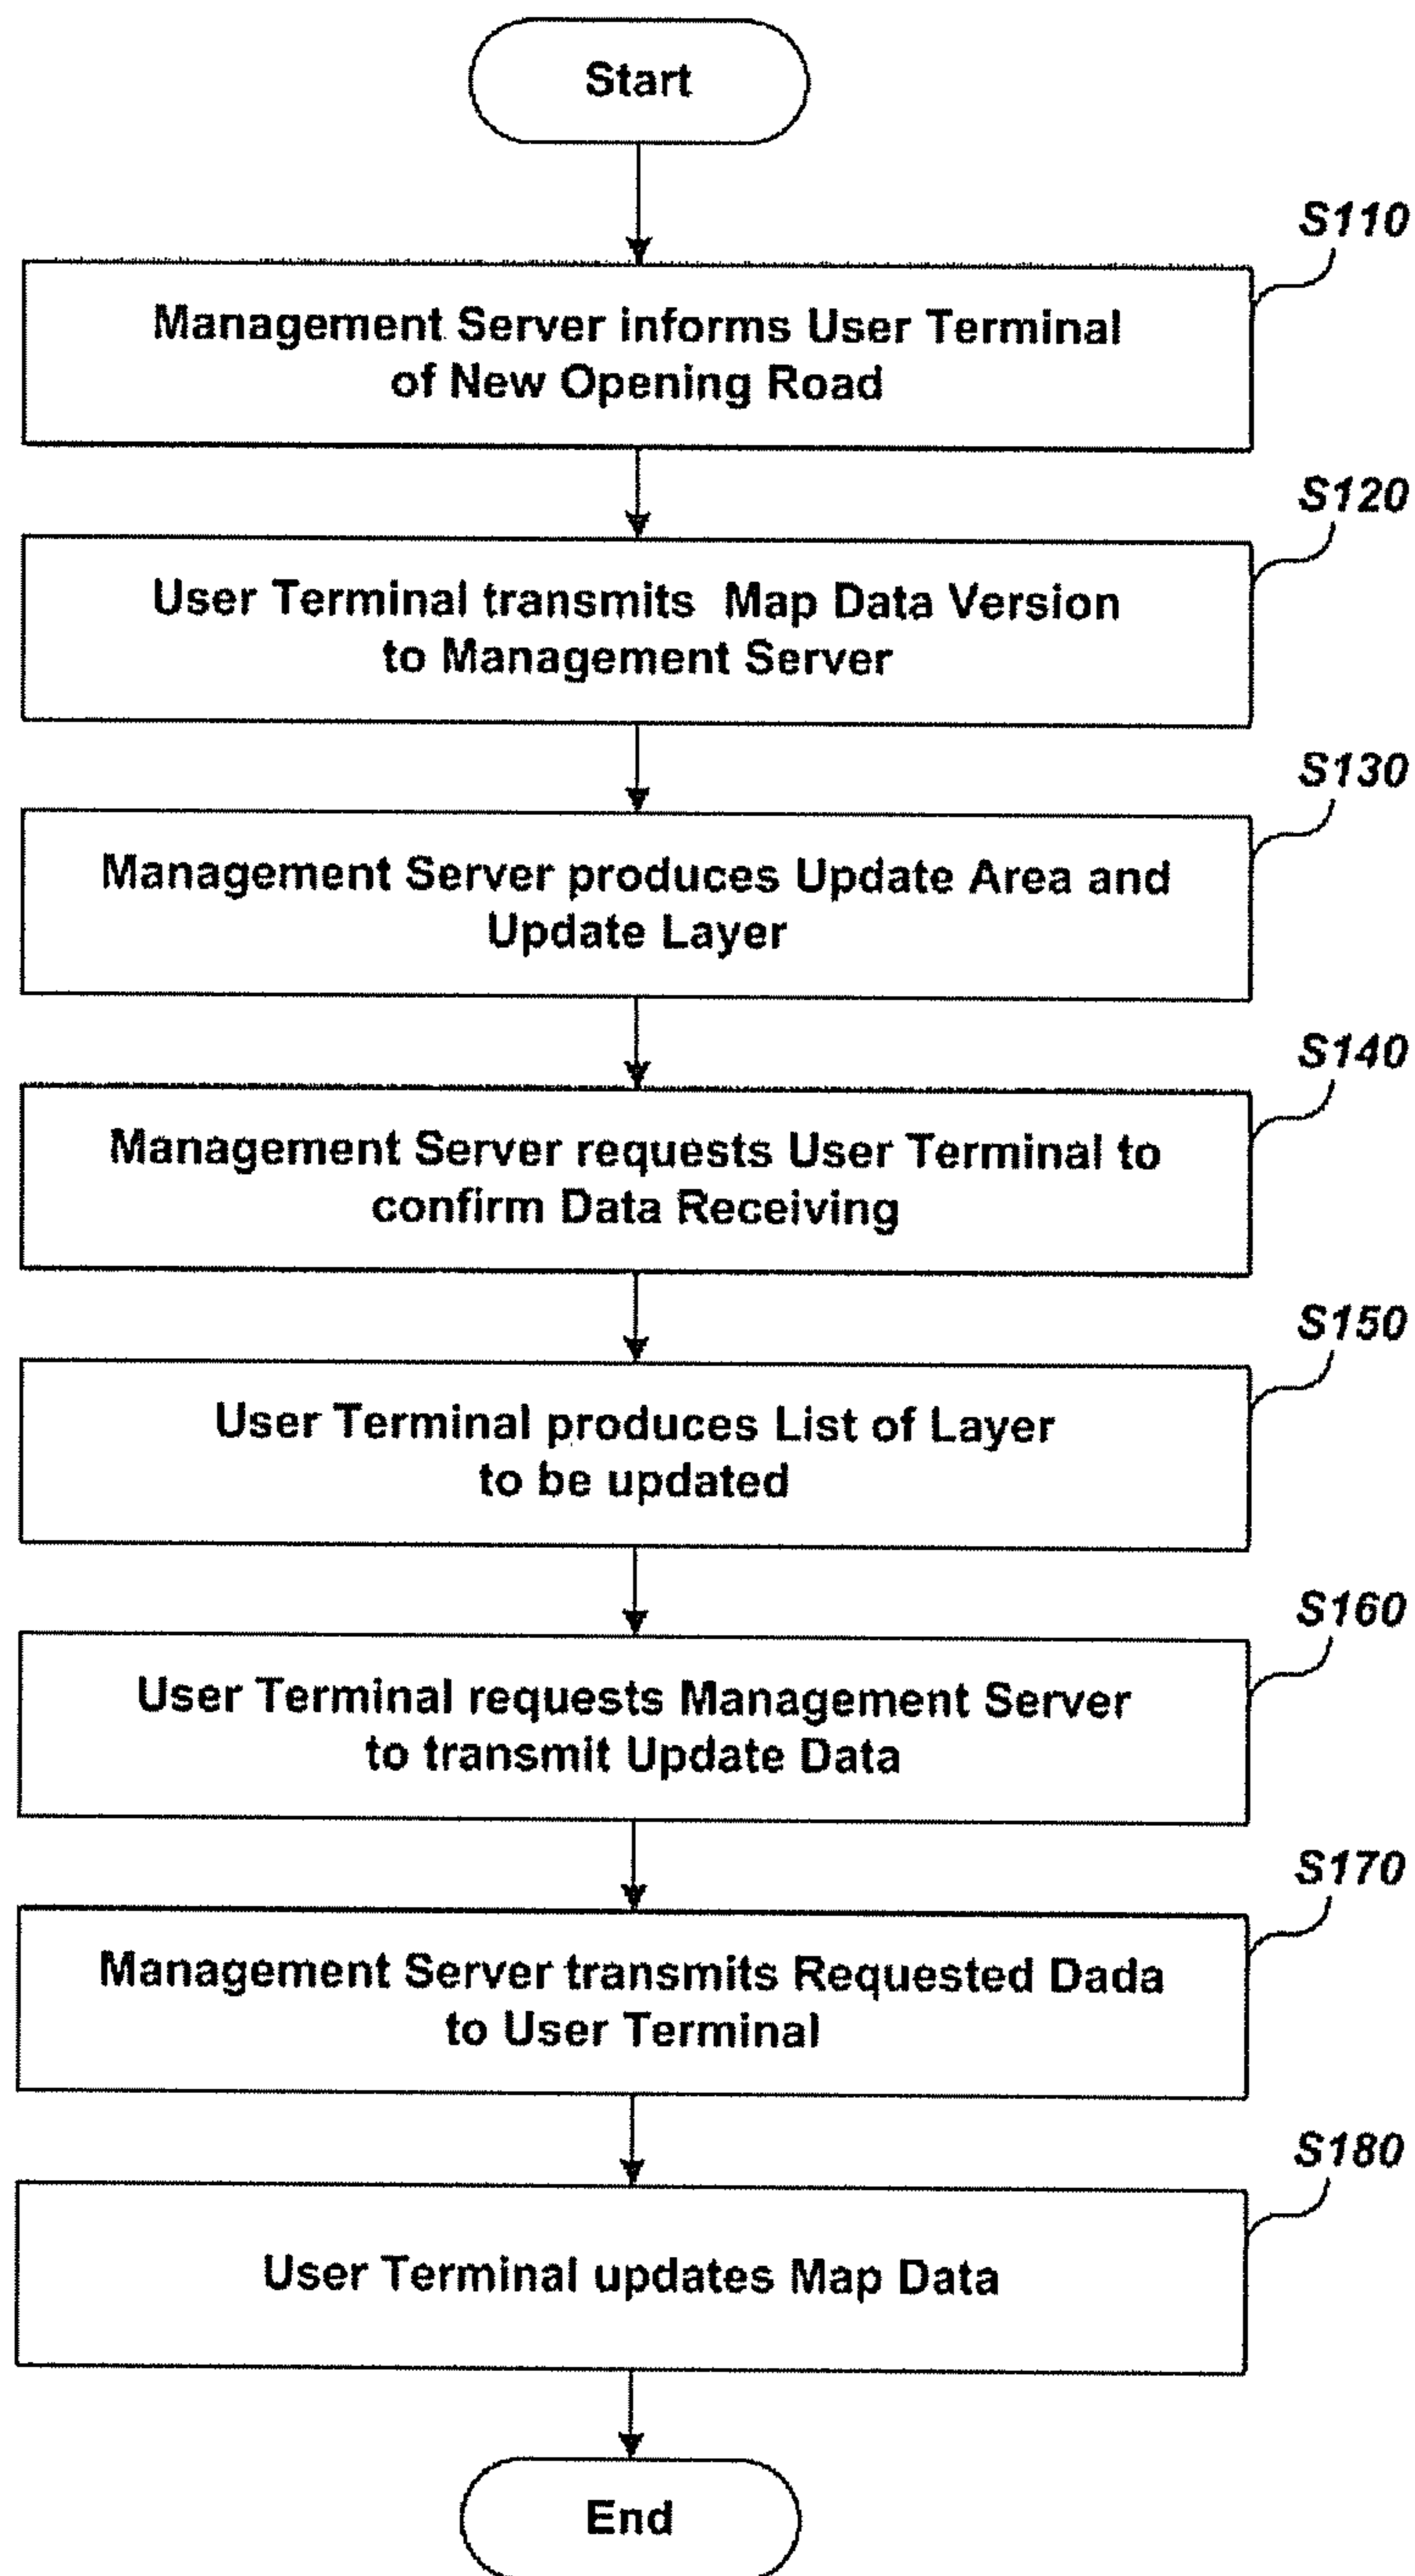 Start
S110
Management Server informs User Terminal
of New Opening Road
S120
User Terminal transmits Map Data Version
to Management Server
S130
Management Server produces Update Area and
Update Layer
S140
Management Server requests User Terminal to
confirm Data Receiving
S150
User Terminal produces List of Layer
to be updated
S160
User Terminal requests Management Server
to transmit Update Data
S170
Management Server transmits Requested Dada
to User Terminal
S180
User Terminal updates Map Data
End